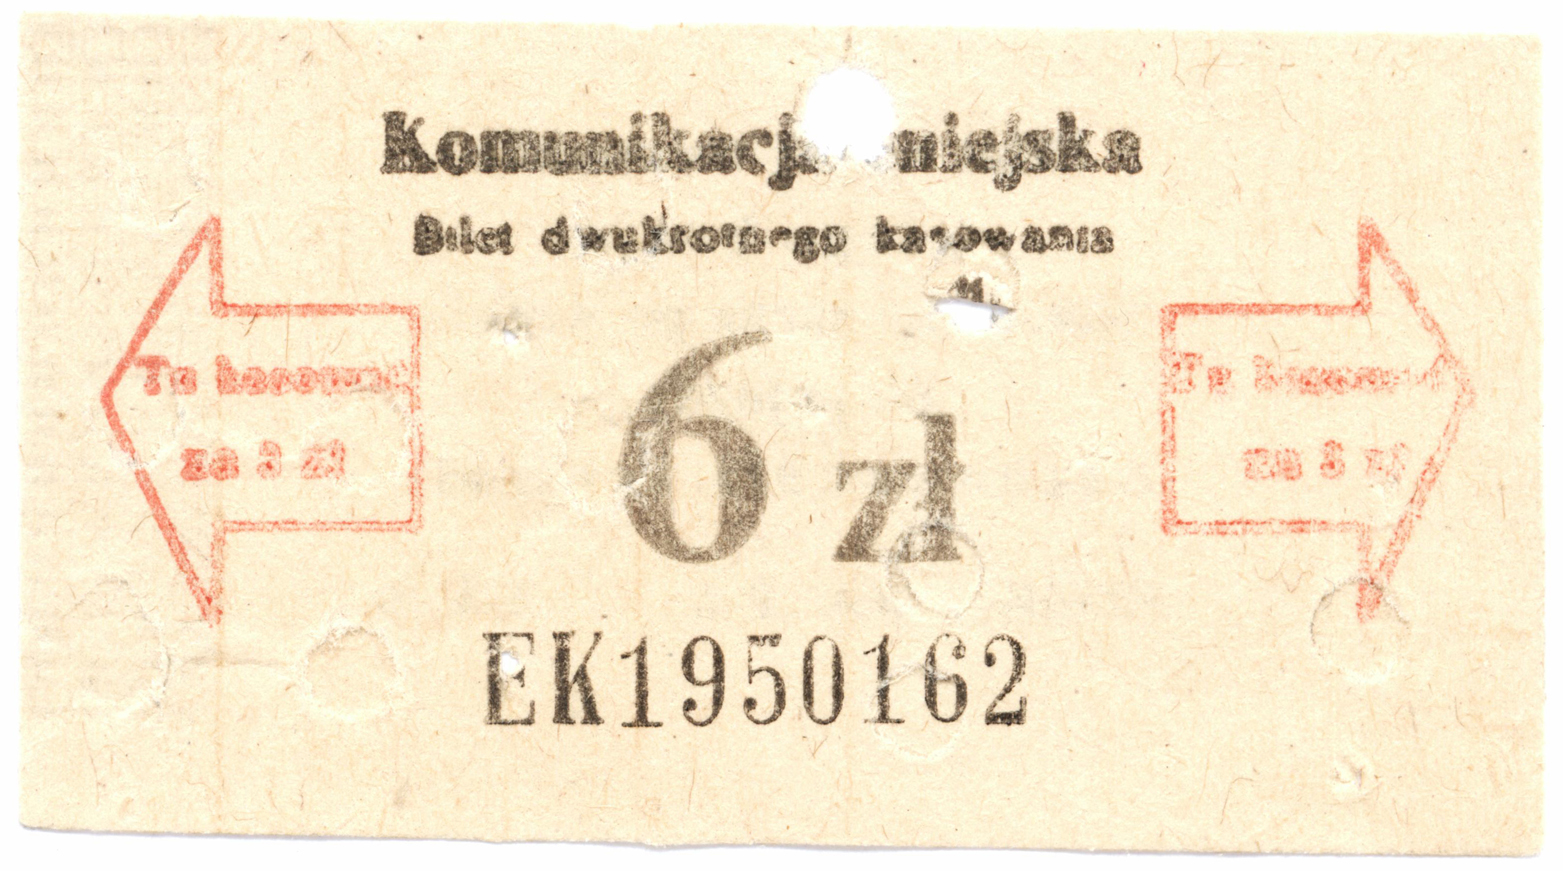 Komunikacja miejska
Bilet dwukrotnego kasowania
M
6 zł
Tu kasować
za 3 zł
Tu kasować
za 3 zł
EK1950162